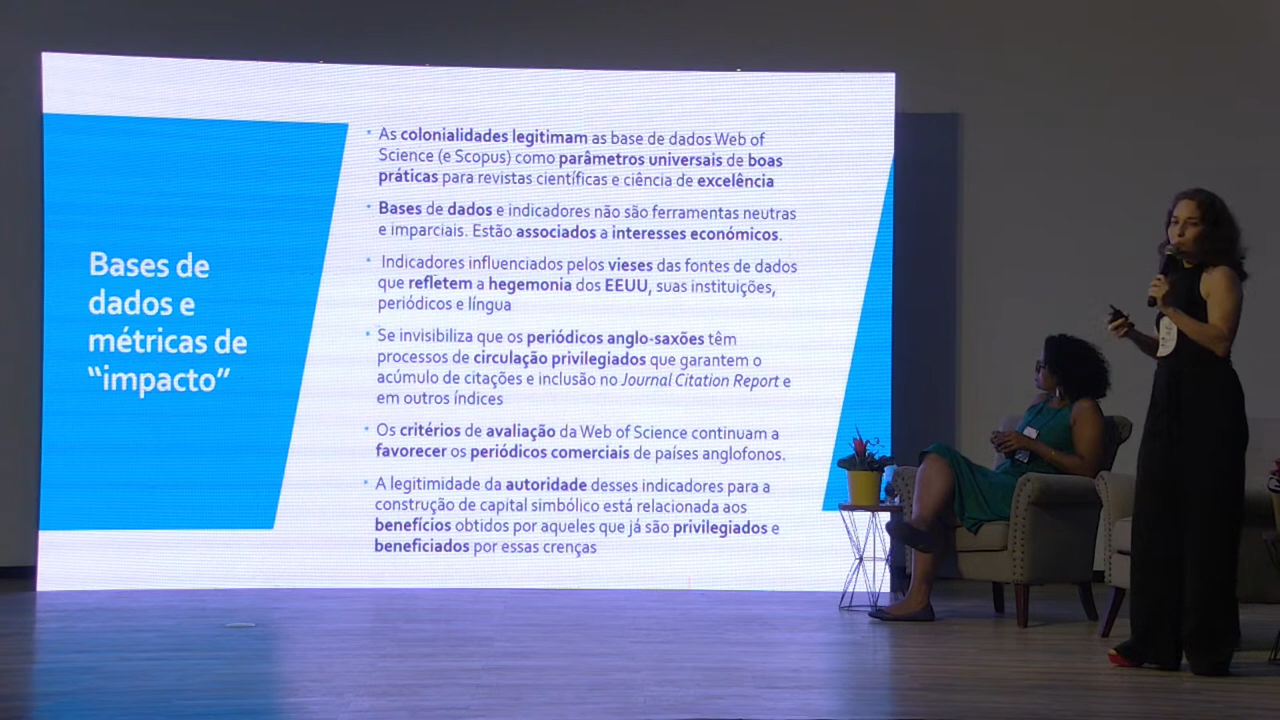 Bases de
dados e
métricas de
“impacto”
• As colonialidades legitimam as base de dados Web of
Science (e Scopus) como parâmetros universais de boas
práticas para revistas científicas e ciência de excelência
• Bases de dados e indicadores não são ferramentas neutras
e imparciais. Estão associados a interesses económicos.
• Indicadores influenciados pelos vieses das fontes de dados
que refletem a hegemonia dos EEUU, suas instituições,
periódicos e língua
• Se invisibiliza que os periódicos anglo-saxões têm
processos de circulação privilegiados que garantem o
acúmulo de citações e inclusão no Journal Citation Report e
em outros índices
• Os critérios de avaliação da Web of Science continuam a
favorecer os periódicos comerciais de países anglofonos.
• A legitimidade da autoridade desses indicadores para a
construção de capital simbólico está relacionada aos
benefícios obtidos por aqueles que já são privilegiados e
beneficiados por essas crenças